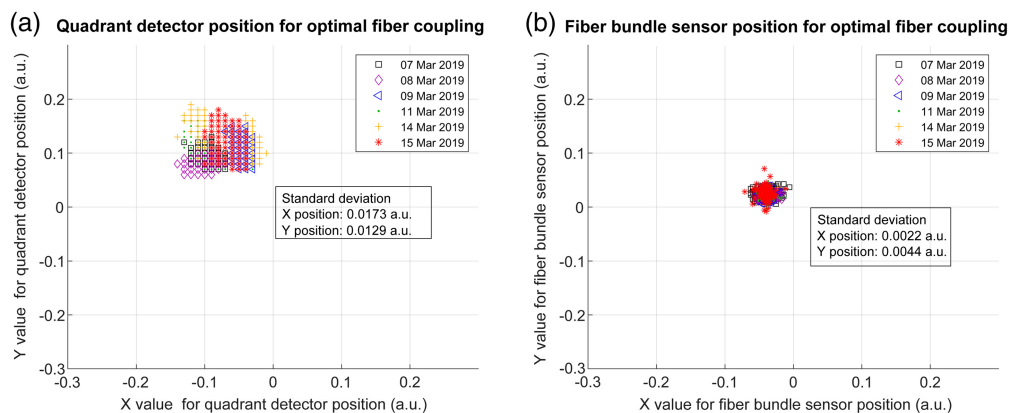 (a) Quadrant detector position for optimal fiber coupling
Y value for quadrant detector position (a.u.)
0.2
0.1
0
-0.1
-0.2
-0.3
07 Mar 2019
08 Mar 2019
09 Mar 2019
11 Mar 2019
14 Mar 2019
15 Mar 2019
Standard deviation
X position: 0.0173 a.u.
Y position: 0.0129 a.u.
-0.3 -0.2 -0.1 0 0.1 0.2
X value for quadrant detector position (a.u.)
(b) Fiber bundle sensor position for optimal fiber coupling
Y value for fiber bundle sensor position (a.u.)
0.2
0.1
0
-0.1
-0.2
-0.3
07 Mar 2019
08 Mar 2019
09 Mar 2019
11 Mar 2019
14 Mar 2019
15 Mar 2019
Standard deviation
X position: 0.0022 a.u.
Y position: 0.0044 a.u.
-0.3 -0.2 -0.1 0 0.1 0.2
X value for fiber bundle sensor position (a.u.)